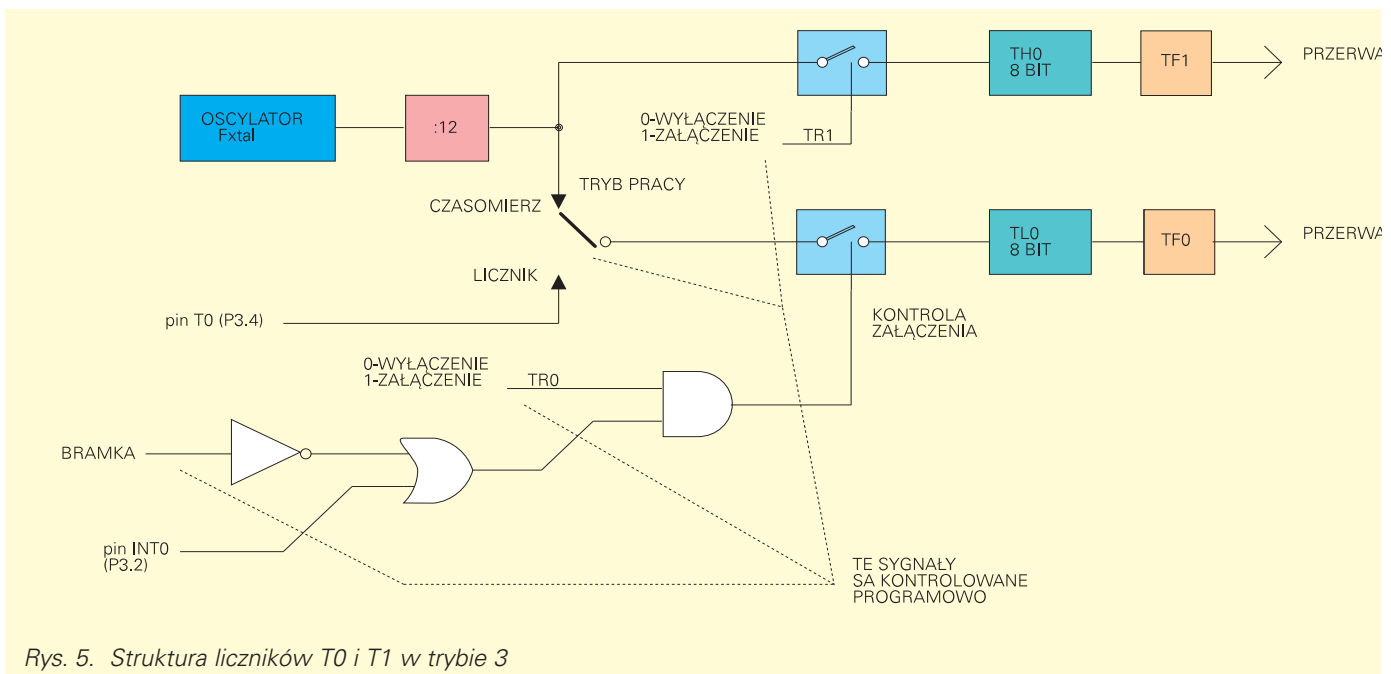 TH0
8 BIT
TF1
PRZERWA
OSCYLATOR
Fxtal
:12
0-WYŁĄCZENIE
1-ZAŁĄCZENIE
TR1
TRYB PRACY
CZASOMIERZ
TL0
8 BIT
TF0
PRZERWA
LICZNIK
pin T0 (P3.4)
KONTROLA
ZAŁĄCZENIA
0-WYŁĄCZENIE
1-ZAŁĄCZENIE
TR0
BRAMKA
pin INT0
(P3.2)
TE SYGNAŁY
SA KONTROLOWANE
PROGRAMOWO
Rys. 5. Struktura liczników T0 i T1 w trybie 3